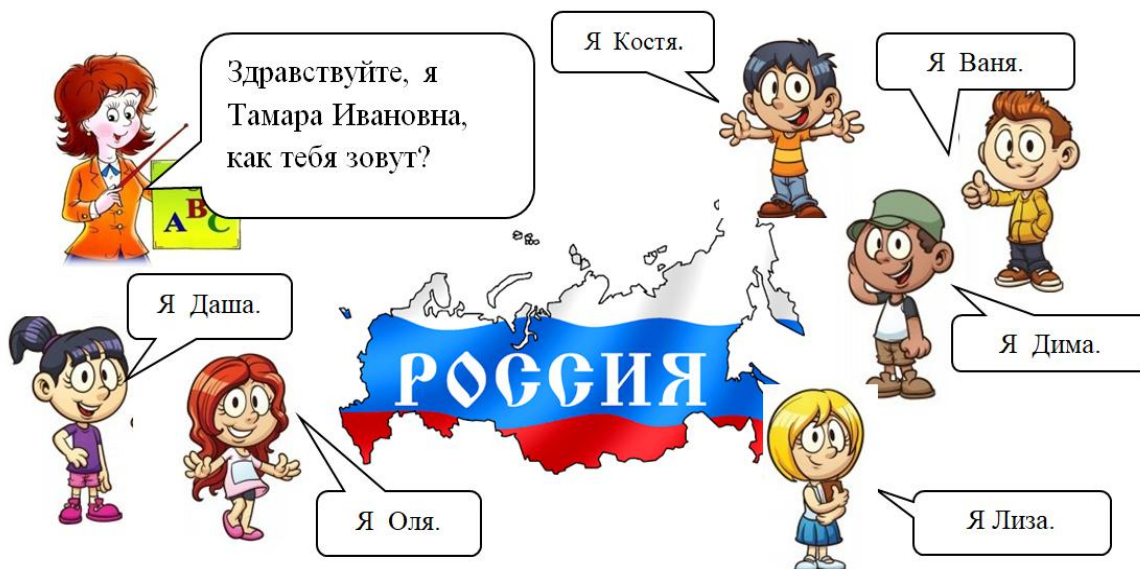 Здравствуйте, я
Тамара Ивановна,
как тебя зовут?
A B C
Я Костя.
Я Ваня.
Я Даша.
Я Дима.
РОССИЯ
Я Оля.
Я Лиза.